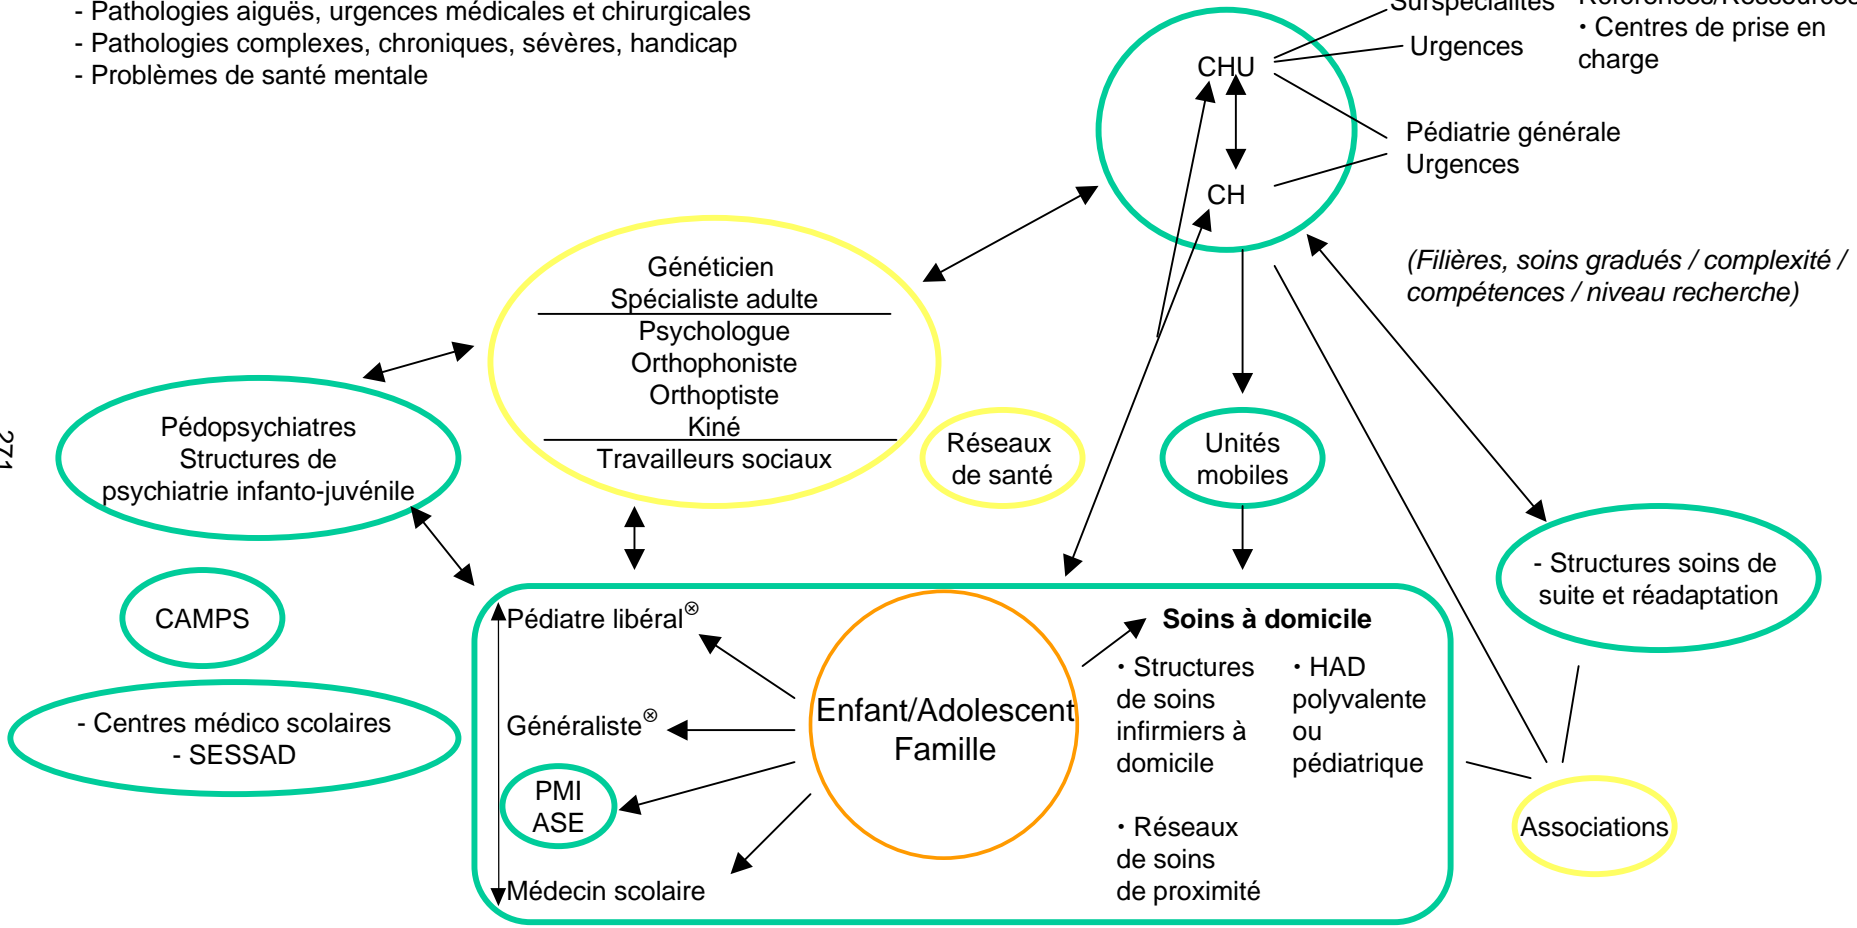 - Pathologies aiguës, urgences médicales et chirurgicales
- Pathologies complexes, chroniques, sévères, handicap
- Problèmes de santé mentale
Surspécialités
Références/Ressources
Urgences
· Centres de prise en
charge
CHU
Pédiatrie générale
Urgences
CH
(Filières, soins gradués / complexité /
compétences / niveau recherche)
Généticien
Spécialiste adulte
Psychologue
Orthophoniste
Orthoptiste
Kiné
Travailleurs sociaux
Pédopsychiatres
Structures de
psychiatrie infanto-juvénile
Réseaux
de santé
Unités
mobiles
271
- Structures soins de
suite et réadaptation
CAMPS
- Centres médico scolaires
- SESSAD
Pédiatre libéral⊗
Généraliste⊗
PMI
ASE
Médecin scolaire
Enfant/Adolescent
Famille
Soins à domicile
· Structures
de soins
infirmiers à
domicile
· HAD
polyvalente
ou
pédiatrique
· Réseaux
de soins
de proximité
Associations